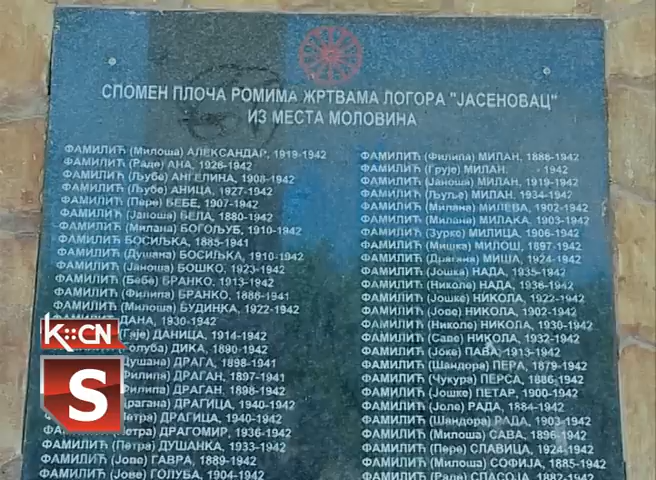 СПОМЕН ПЛОЧА РОМИМА ЖРТВАМА ЛОГОРА "ЈАСЕНОВАЦ"
ИЗ МЕСТА МОЛОВИНА
ФАМИЛИЋ (Милоша) АЛЕКСАНДАР, 1919-1942
ФАМИЛИЋ (Раде) АНА, 1926-1942
ФАМИЛИЋ (Љубе) АНГЕЛИНА, 1908-1942
ФАМИЛИЋ (Љубе) АНИЦА, 1927-1942
ФАМИЛИЋ (Пере) БЕБЕ, 1907-1942
ФАМИЛИЋ (Јаноша) БЕЛА, 1880-1942
ФАМИЛИЋ (Милана) БОГОЉУБ, 1910-1942
ФАМИЛИЋ БОСИЉКА, 1885-1941
ФАМИЛИЋ (Душана) БОСИЉКА, 1910-1942
ФАМИЛИЋ (Јаноша) БОШКО, 1923-1942
ФАМИЛИЋ (Бебе) БРАНКО, 1913-1942
ФАМИЛИЋ (Филипа) БРАНКО, 1886-1941
ФАМИЛИЋ (Милоша) БУДИНКА, 1922-1942
ДАНА, 1930-1942
ДАНИЦА, 1914-1942
ДИКА, 1890-1942
ДРАГА, 1898-1941
ДРАГАН, 1897-1941
ДРАГАН, 1898-1942
ДРАГИЦА, 1940-1942
ДРАГИЦА, 1940-1942
ДРАГОМИР, 1936-1942
ФАМИЛИЋ (Петра) ДУШАНКА, 1933-1942
ФАМИЛИЋ (Јове) ГАВРА, 1889-1942
ФАМИЛИЋ (Јове) ГОЛУБА, 1904-1942
ФАМИЛИЋ (Филипа) МИЛАН, 1886-1942
ФАМИЛИЋ (Грује) МИЛАН, -1942
ФАМИЛИЋ (Јаноша) МИЛАН, 1919-1942
ФАМИЛИЋ (Љуље) МИЛАН, 1934-1942
ФАМИЛИЋ (Милана) МИЛЕВА, 1902-1942
ФАМИЛИЋ (Милана) МИЛАКА, 1903-1942
ФАМИЛИЋ (Зурке) МИЛИЦА, 1906-1942
ФАМИЛИЋ (Мишка) МИЛОШ, 1897-1942
ФАМИЛИЋ (Драгана) МИША, 1924-1942
ФАМИЛИЋ (Јошка) НАДА, 1935-1942
ФАМИЛИЋ (Николе) НАДА, 1936-1942
ФАМИЛИЋ (Јошке) НИКОЛА, 1922-1942
ФАМИЛИЋ (Јове) НИКОЛА, 1902-1942
ФАМИЛИЋ (Николе) НИКОЛА, 1930-1942
ФАМИЛИЋ (Саве) НИКОЛА, 1932-1942
ФАМИЛИЋ (Јоке) ПАВА, 1913-1942
ФАМИЛИЋ (Шандора) ПЕРА, 1879-1942
ФАМИЛИЋ (Чукура) ПЕРСА, 1886-1942
ФАМИЛИЋ (Јошке) ПЕТАР, 1900-1942
ФАМИЛИЋ (Јоле) РАДА, 1884-1942
ФАМИЛИЋ (Шандора) РАДА, 1903-1942
ФАМИЛИЋ (Милоша) САВА, 1896-1942
ФАМИЛИЋ (Пере) СЛАВИЦА, 1924-1942
ФАМИЛИЋ (Милоша) СОФИЈА, 1885-1942
ФАМИЛИЋ (Раде) СПАСОЈА, 1882-1942
K::CN
S